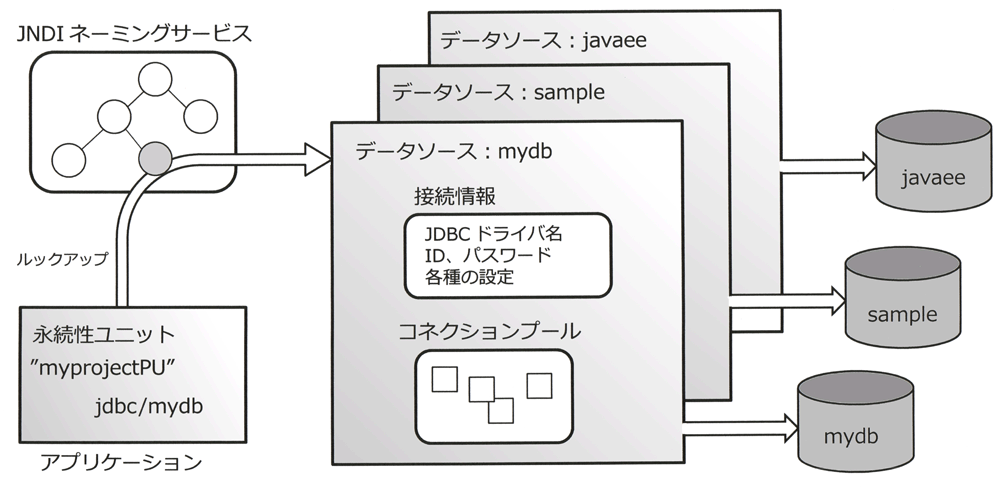 JNDI ネーミングサービス
ルックアップ
永続性ユニット
”myprojectPU”
jdbc/mydb
アプリケーション
データソース：javaee
データソース：sample
データソース：mydb
接続情報
JDBC ドライバ名
ID、パスワード
各種の設定
コネクションプール
javaee
sample
mydb